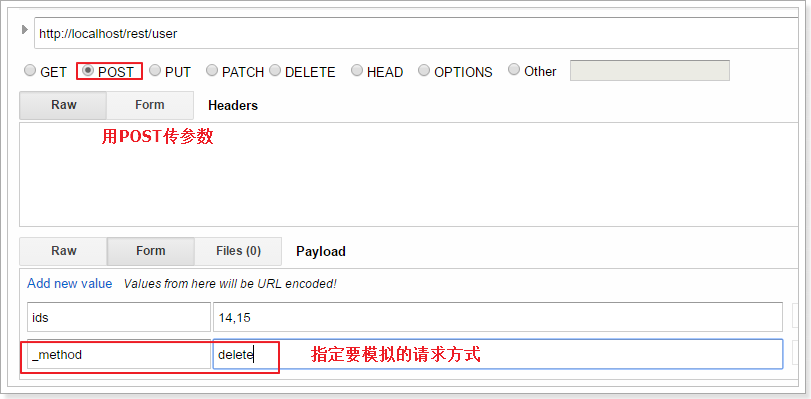 http://localhost/rest/user
GET POST PUT PATCH DELETE HEAD OPTIONS Other
Raw Form Headers
用POST传参数
Raw Form Files (0) Payload
Add new value Values from here will be URL encoded!
ids 14,15
_method delete 指定要模拟的请求方式